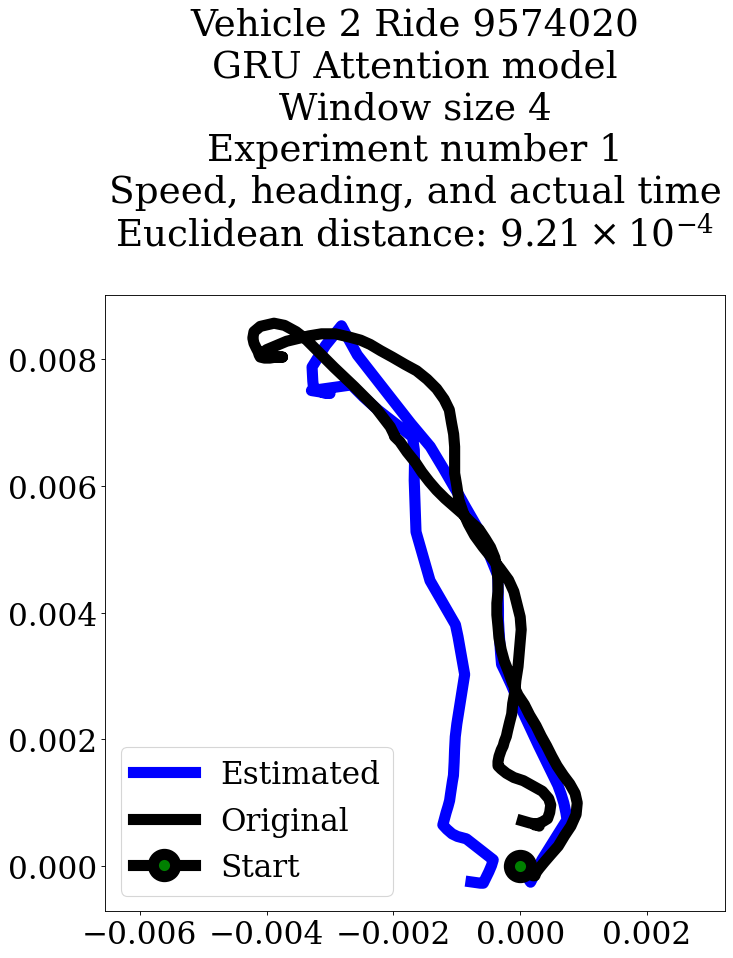 Vehicle 2 Ride 9574020
GRU Attention model
Window size 4
Experiment number 1
Speed, heading, and actual time
Euclidean distance: 9.21 × 10⁻⁴
0.008
0.006
0.004
0.002
0.000
Estimated
Original
Start
−0.006 −0.004 −0.002 0.000 0.002